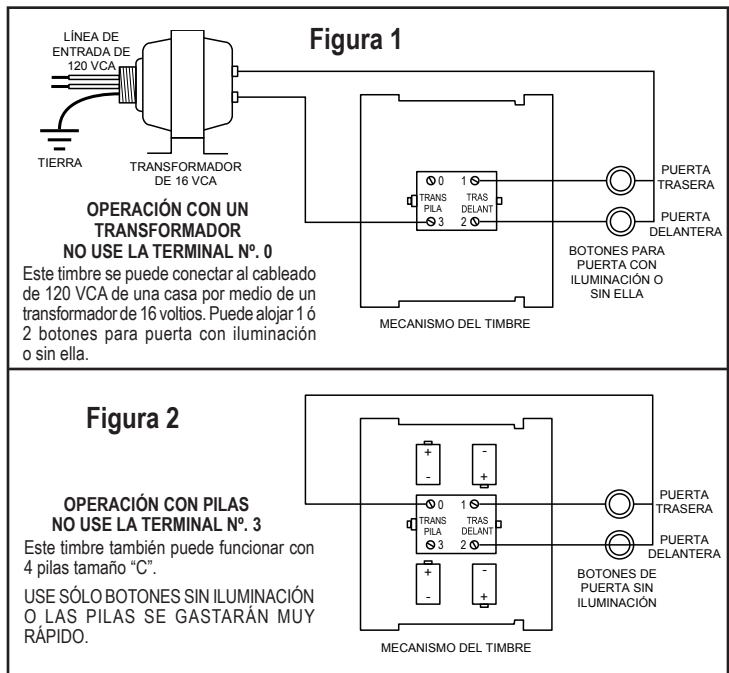 Figura 1
LÍNEA DE
ENTRADA DE
120 VCA
TIERRA
TRANSFORMADOR
DE 16 VCA
OPERACIÓN CON UN
TRANSFORMADOR
NO USE LA TERMINAL Nº. 0
Este timbre se puede conectar al cableado
de 120 VCA de una casa por medio de un
transformador de 16 voltios. Puede alojar 1 ó
2 botones para puerta con iluminación
o sin ella.
0 1
TRANS TRAS
PILA DELANT
3 2
MECANISMO DEL TIMBRE
PUERTA
TRASERA
PUERTA
DELANTERA
BOTONES PARA
PUERTA CON
ILUMINACIÓN O
SIN ELLA
Figura 2
OPERACIÓN CON PILAS
NO USE LA TERMINAL Nº. 3
Este timbre también puede funcionar con
4 pilas tamaño “C”.
USE SÓLO BOTONES SIN ILUMINACIÓN
O LAS PILAS SE GASTARÁN MUY
RÁPIDO.
+ -
- +
0 1
TRANS TRAS
PILA DELANT
3 2
+ -
- +
MECANISMO DEL TIMBRE
PUERTA
TRASERA
PUERTA
DELANTERA
BOTONES DE
PUERTA SIN
ILUMINACIÓN